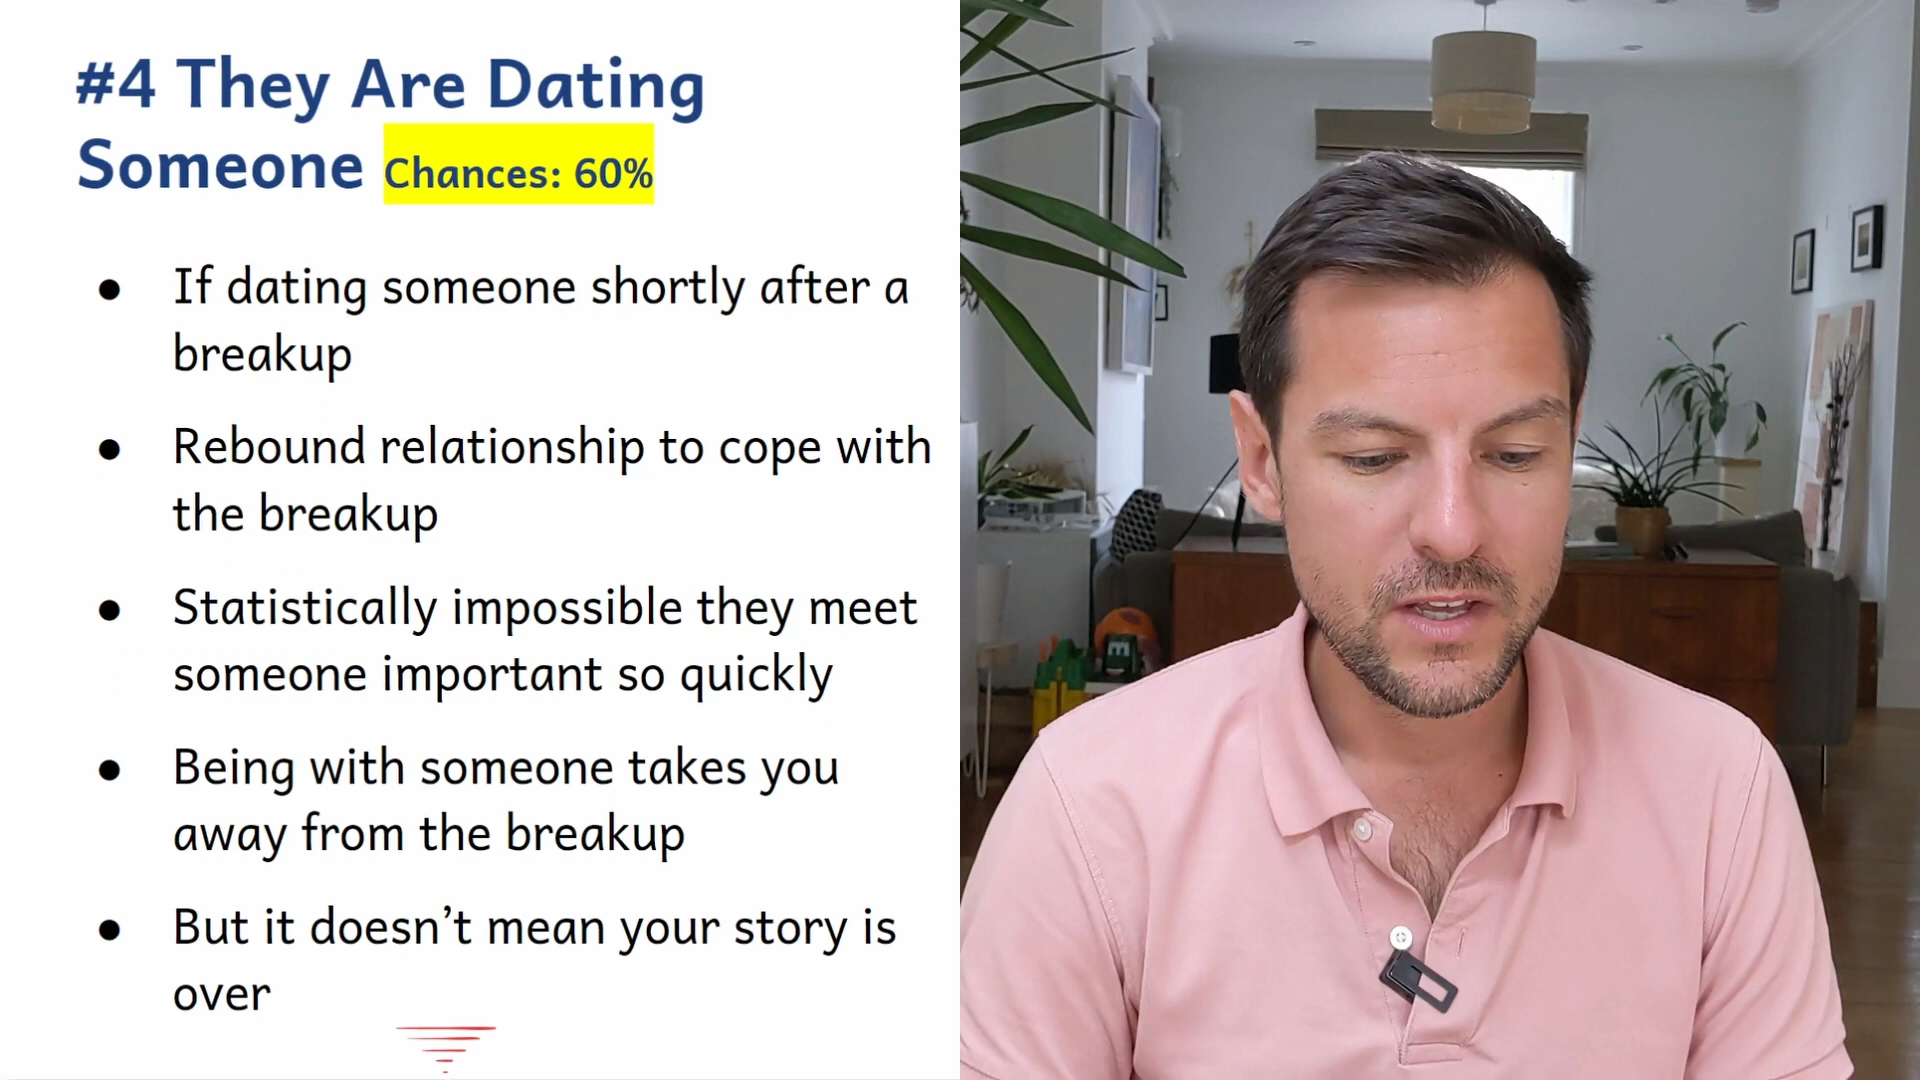 #4 They Are Dating
Someone Chances: 60%
● If dating someone shortly after a
breakup
● Rebound relationship to cope with
the breakup
● Statistically impossible they meet
someone important so quickly
● Being with someone takes you
away from the breakup
● But it doesn’t mean your story is
over